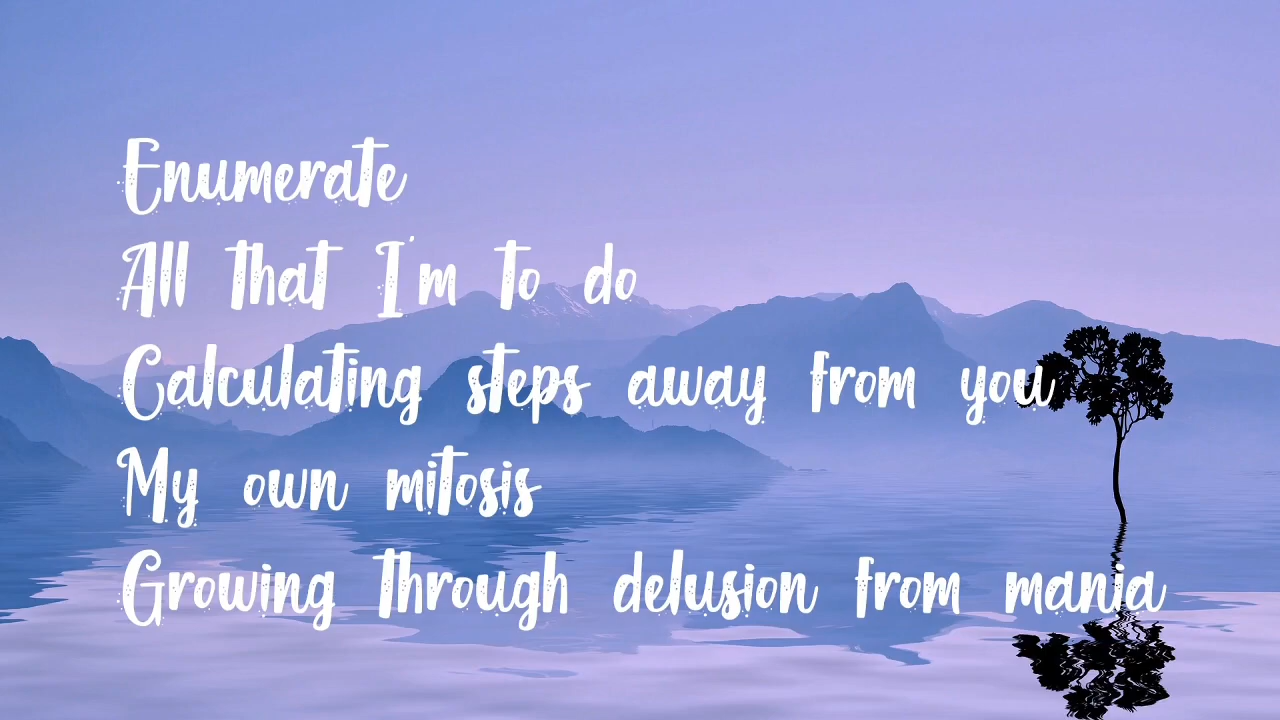 Enumerate
All that I'm to do
Calculating steps away from you
My own mitosis
Growing through delusion from mania